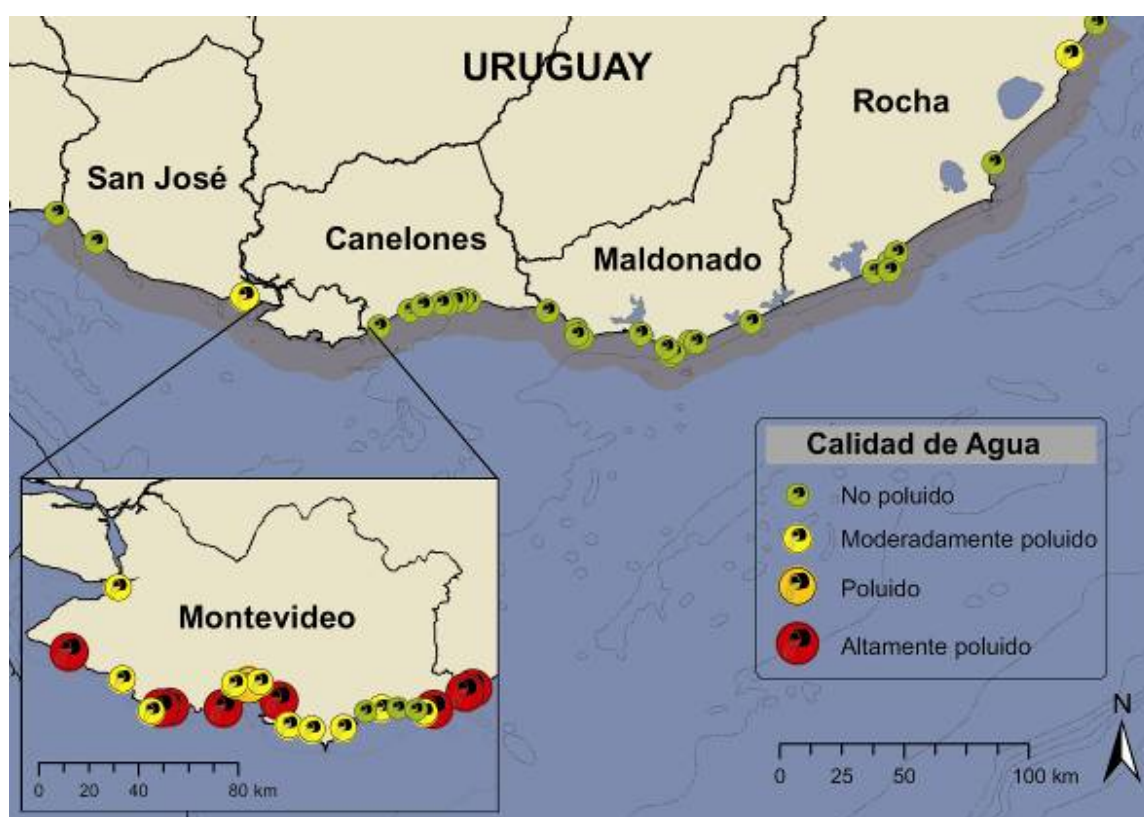 URUGUAY
Rocha
San José
Canelones
Maldonado
Calidad de Agua
No poluido
Moderadamente poluido
Poluido
Altamente poluido
Montevideo
N
0 20 40 80 km
0 25 50 100 km